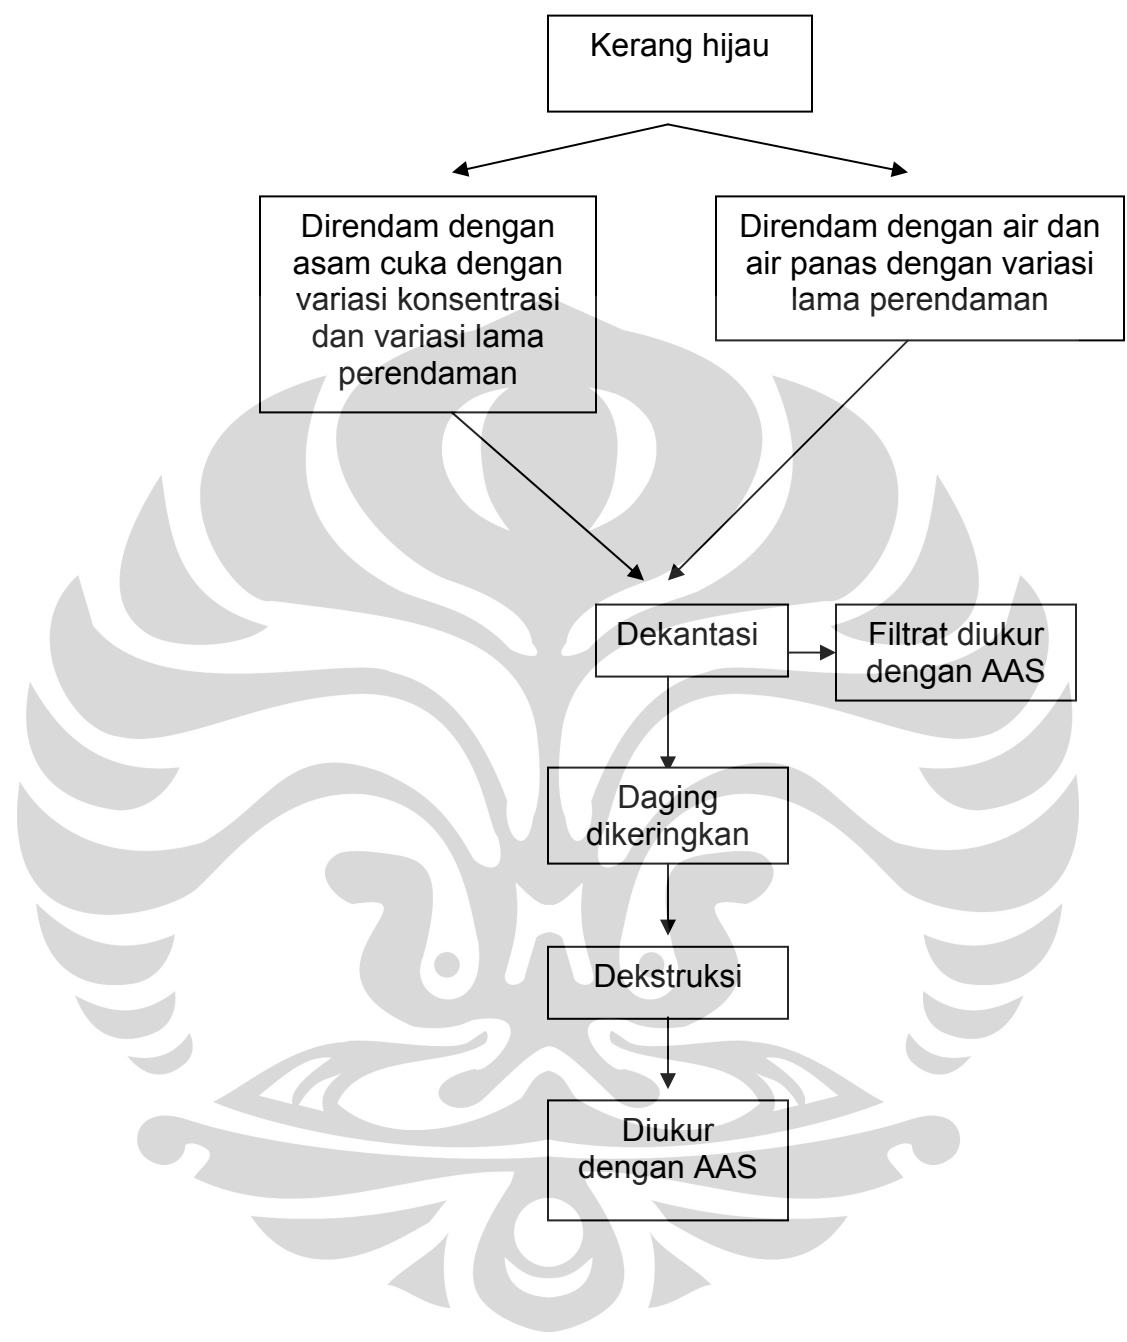 Kerang hijau
Direndam dengan
asam cuka dengan
variasi konsentrasi
dan variasi lama
perendaman
Direndam dengan air dan
air panas dengan variasi
lama perendaman
Dekantasi
Filtrat diukur
dengan AAS
Daging
dikeringkan
Dekstruksi
Diukur
dengan AAS